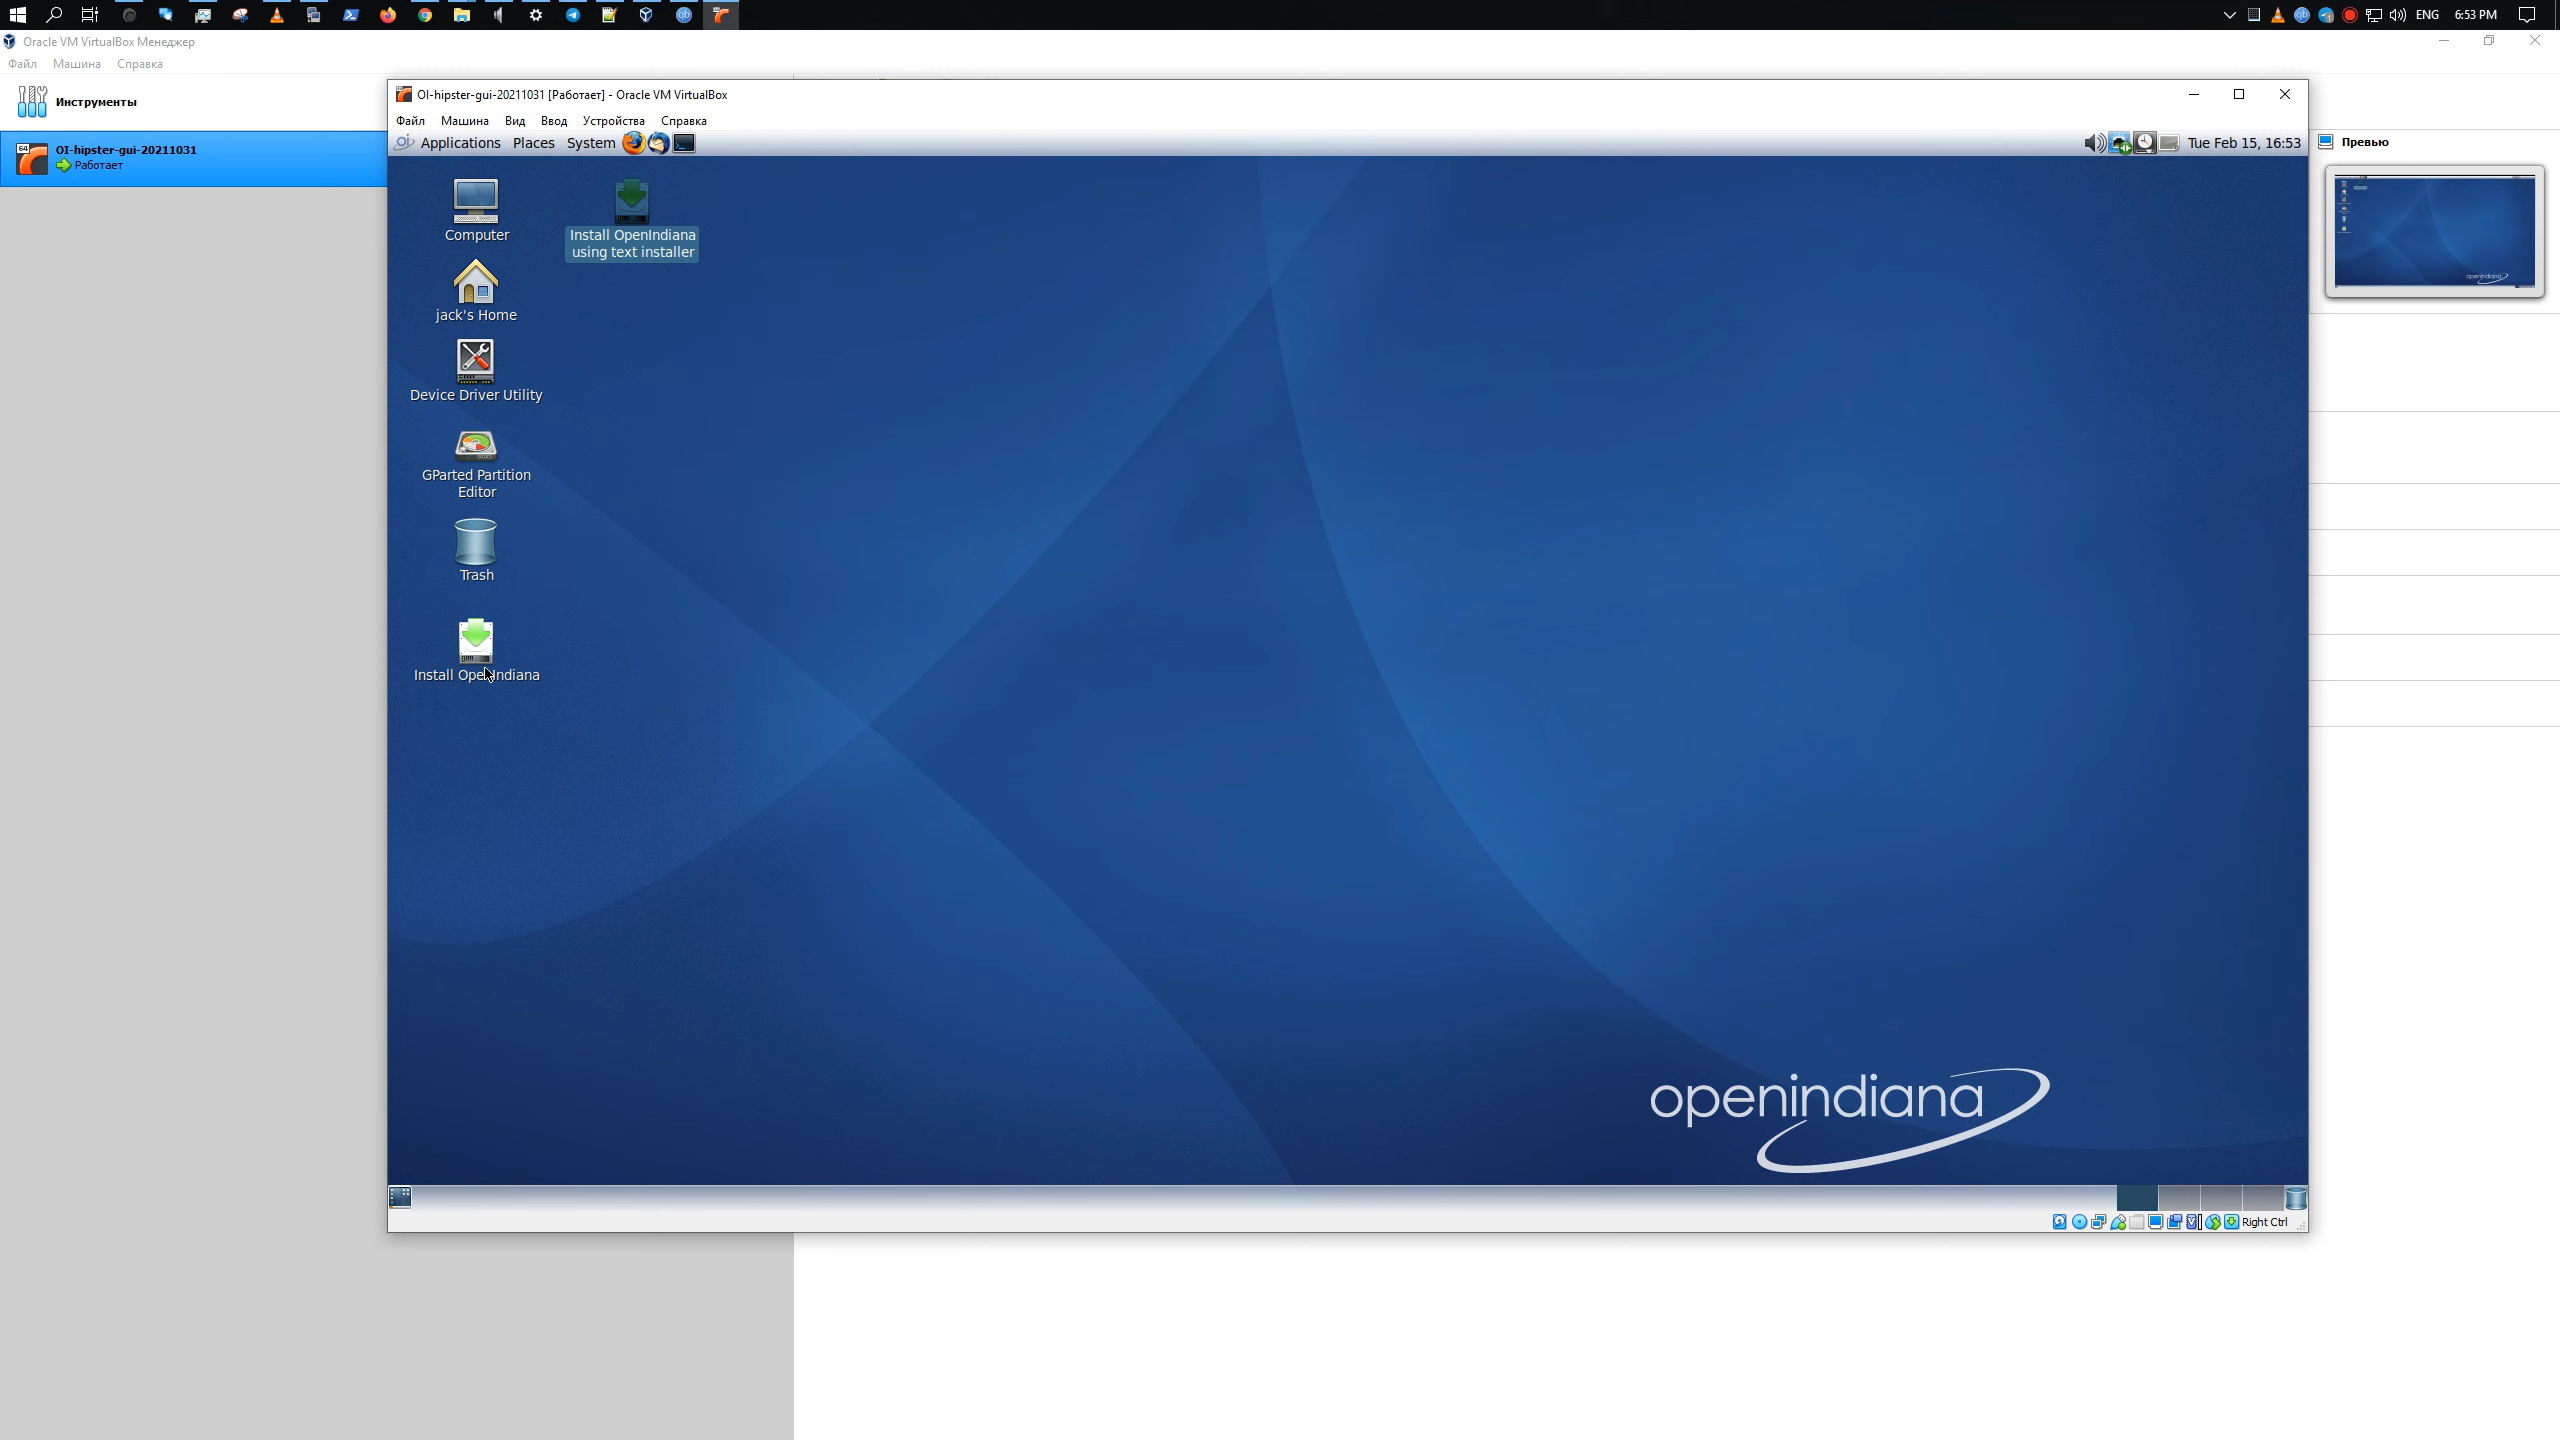 ENG 6:53 PM
Oracle VM VirtualBox Менеджер
Файл Машина Справка
Инструменты
OI-hipster-gui-20211031
Работает
64
OI-hipster-gui-20211031 [Работает] - Oracle VM VirtualBox
Файл Машина Вид Ввод Устройства Справка
Applications Places System
Tue Feb 15, 16:53
Превью
Computer
Install OpenIndiana
using text installer
jack's Home
Device Driver Utility
GParted Partition
Editor
Trash
Install OpenIndiana
openindiana
Right Ctrl